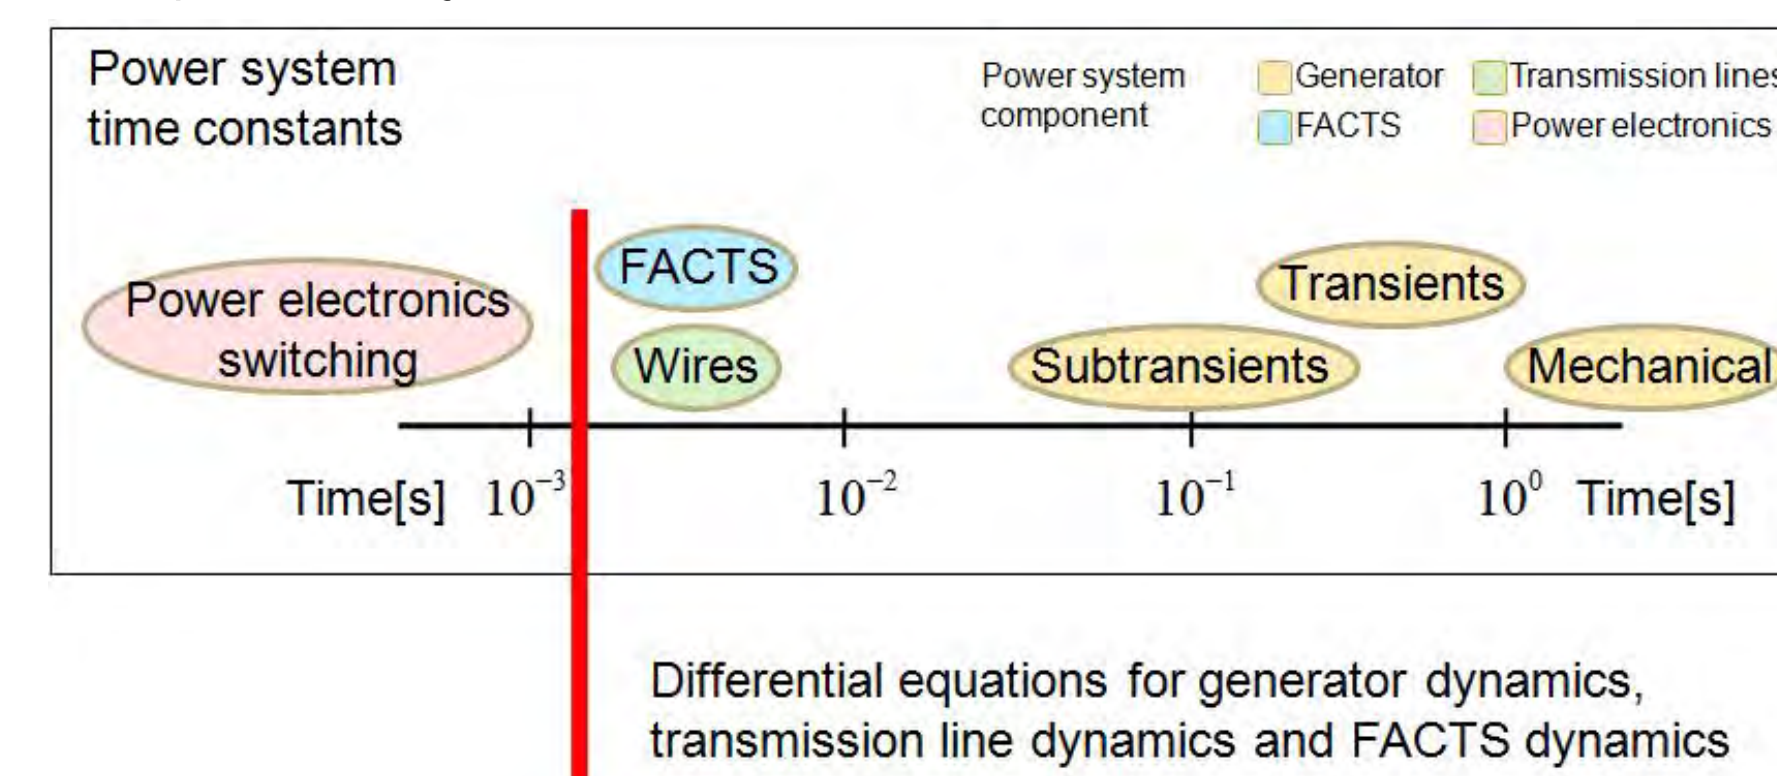 Power system
time constants
Power system
component
Generator
Transmission lines
FACTS
Power electronics
FACTS
Power electronics
switching
Wires
Transients
Subtransients
Mechanical
Time[s] 10⁻³ 10⁻² 10⁻¹ 10⁰ Time[s]
Differential equations for generator dynamics,
transmission line dynamics and FACTS dynamics